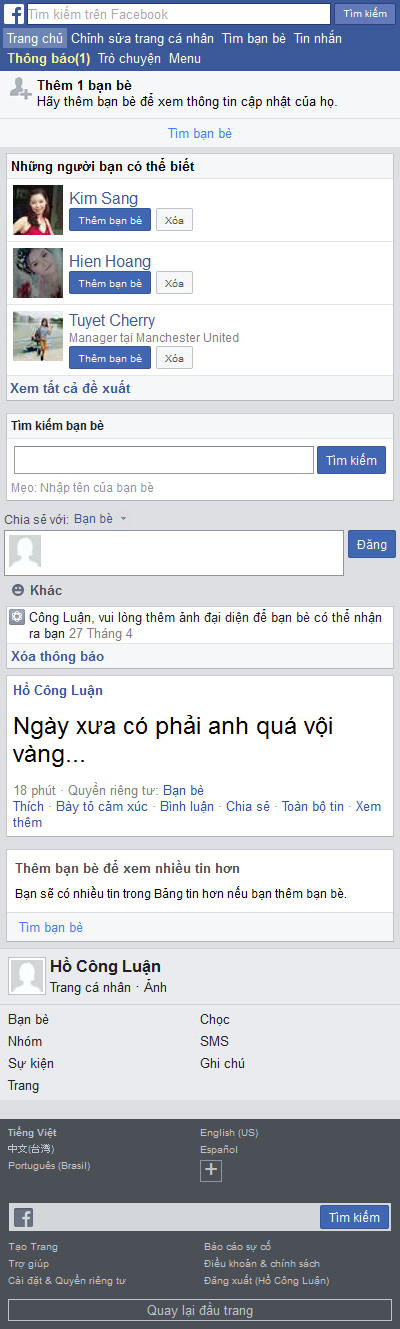 Tìm kiếm trên Facebook Tìm kiếm
Trang chủ Chỉnh sửa trang cá nhân Tìm bạn bè Tin nhắn
Thông báo(1) Trò chuyện Menu
Thêm 1 bạn bè
Hãy thêm bạn bè để xem thông tin cập nhật của họ.
Tìm bạn bè
Những người bạn có thể biết
Kim Sang
Thêm bạn bè Xóa
Hien Hoang
Thêm bạn bè Xóa
Tuyet Cherry
Manager tại Manchester United
Thêm bạn bè Xóa
Xem tất cả đề xuất
Tìm kiếm bạn bè
Tìm kiếm
Mẹo: Nhập tên của bạn bè
Chia sẻ với: Bạn bè
Đăng
Khác
Công Luận, vui lòng thêm ảnh đại diện để bạn bè có thể nhận
ra bạn 27 Tháng 4
Xóa thông báo
Hồ Công Luận
Ngày xưa có phải anh quá vội
vàng...
18 phút · Quyền riêng tư: Bạn bè
Thích · Bày tỏ cảm xúc · Bình luận · Chia sẻ · Toàn bộ tin · Xem
thêm
Thêm bạn bè để xem nhiều tin hơn
Bạn sẽ có nhiều tin trong Bảng tin hơn nếu bạn thêm bạn bè.
Tìm bạn bè
Hồ Công Luận
Trang cá nhân · Ảnh
Bạn bè Chọc
Nhóm SMS
Sự kiện Ghi chú
Trang
Tiếng Việt English (US)
中文(台灣) Español
Português (Brasil) +
Tìm kiếm
Tạo Trang Báo cáo sự cố
Trợ giúp Điều khoản & chính sách
Cài đặt & Quyền riêng tư Đăng xuất (Hồ Công Luận)
Quay lại đầu trang